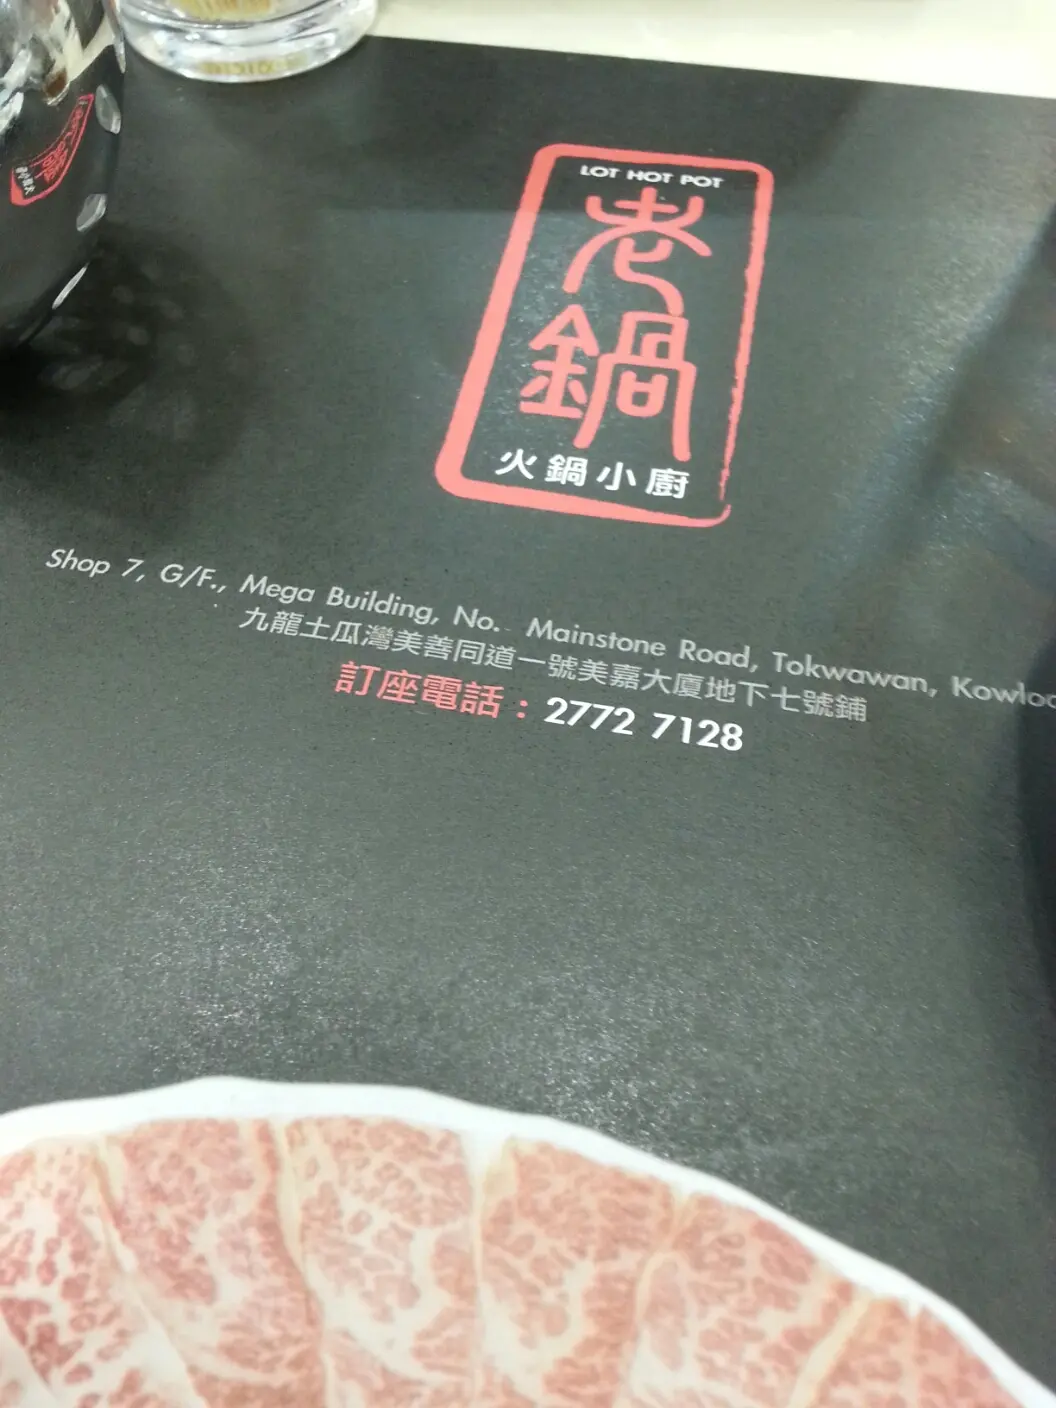 LOT HOT POT
老
鍋
火鍋小廚
Shop 7, G/F., Mega Building, No. Mainstone Road, Tokwawan, Kowloo
九龍土瓜灣美善同道一號美嘉大廈地下七號鋪
訂座電話：2772 7128